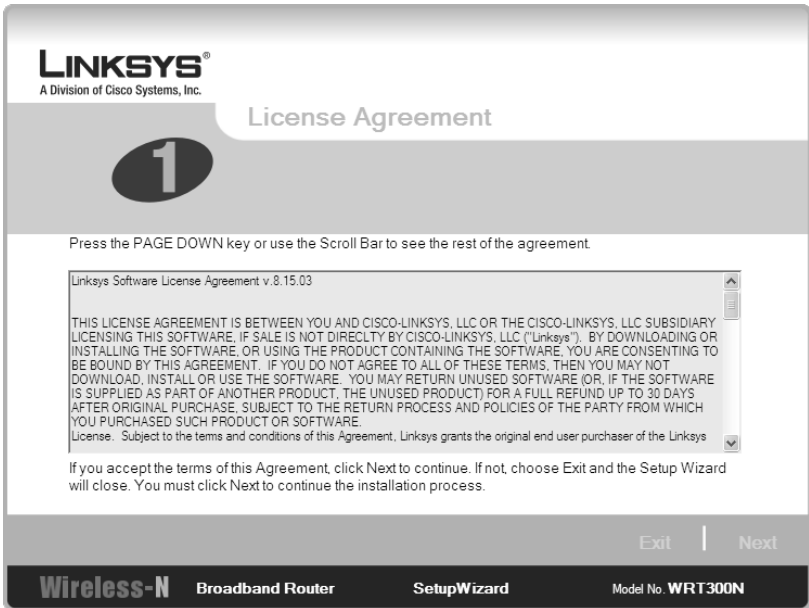 LINKSYS®
A Division of Cisco Systems, Inc.
License Agreement
1
Press the PAGE DOWN key or use the Scroll Bar to see the rest of the agreement.
Linksys Software License Agreement v.8.15.03
THIS LICENSE AGREEMENT IS BETWEEN YOU AND CISCO-LINKSYS, LLC OR THE CISCO-LINKSYS, LLC SUBSIDIARY
LICENSING THIS SOFTWARE, IF SALE IS NOT DIRECLTY BY CISCO-LINKSYS, LLC ("Linksys"). BY DOWNLOADING OR
INSTALLING THE SOFTWARE, OR USING THE PRODUCT CONTAINING THE SOFTWARE, YOU ARE CONSENTING TO
BE BOUND BY THIS AGREEMENT. IF YOU DO NOT AGREE TO ALL OF THESE TERMS, THEN YOU MAY NOT
DOWNLOAD, INSTALL OR USE THE SOFTWARE. YOU MAY RETURN UNUSED SOFTWARE (OR, IF THE SOFTWARE
IS SUPPLIED AS PART OF ANOTHER PRODUCT, THE UNUSED PRODUCT) FOR A FULL REFUND UP TO 30 DAYS
AFTER ORIGINAL PURCHASE, SUBJECT TO THE RETURN PROCESS AND POLICIES OF THE PARTY FROM WHICH
YOU PURCHASED SUCH PRODUCT OR SOFTWARE.
License. Subject to the terms and conditions of this Agreement, Linksys grants the original end user purchaser of the Linksys
If you accept the terms of this Agreement, click Next to continue. If not, choose Exit and the Setup Wizard
will close. You must click Next to continue the installation process.
Exit | Next
Wireless-N Broadband Router SetupWizard Model No. WRT300N